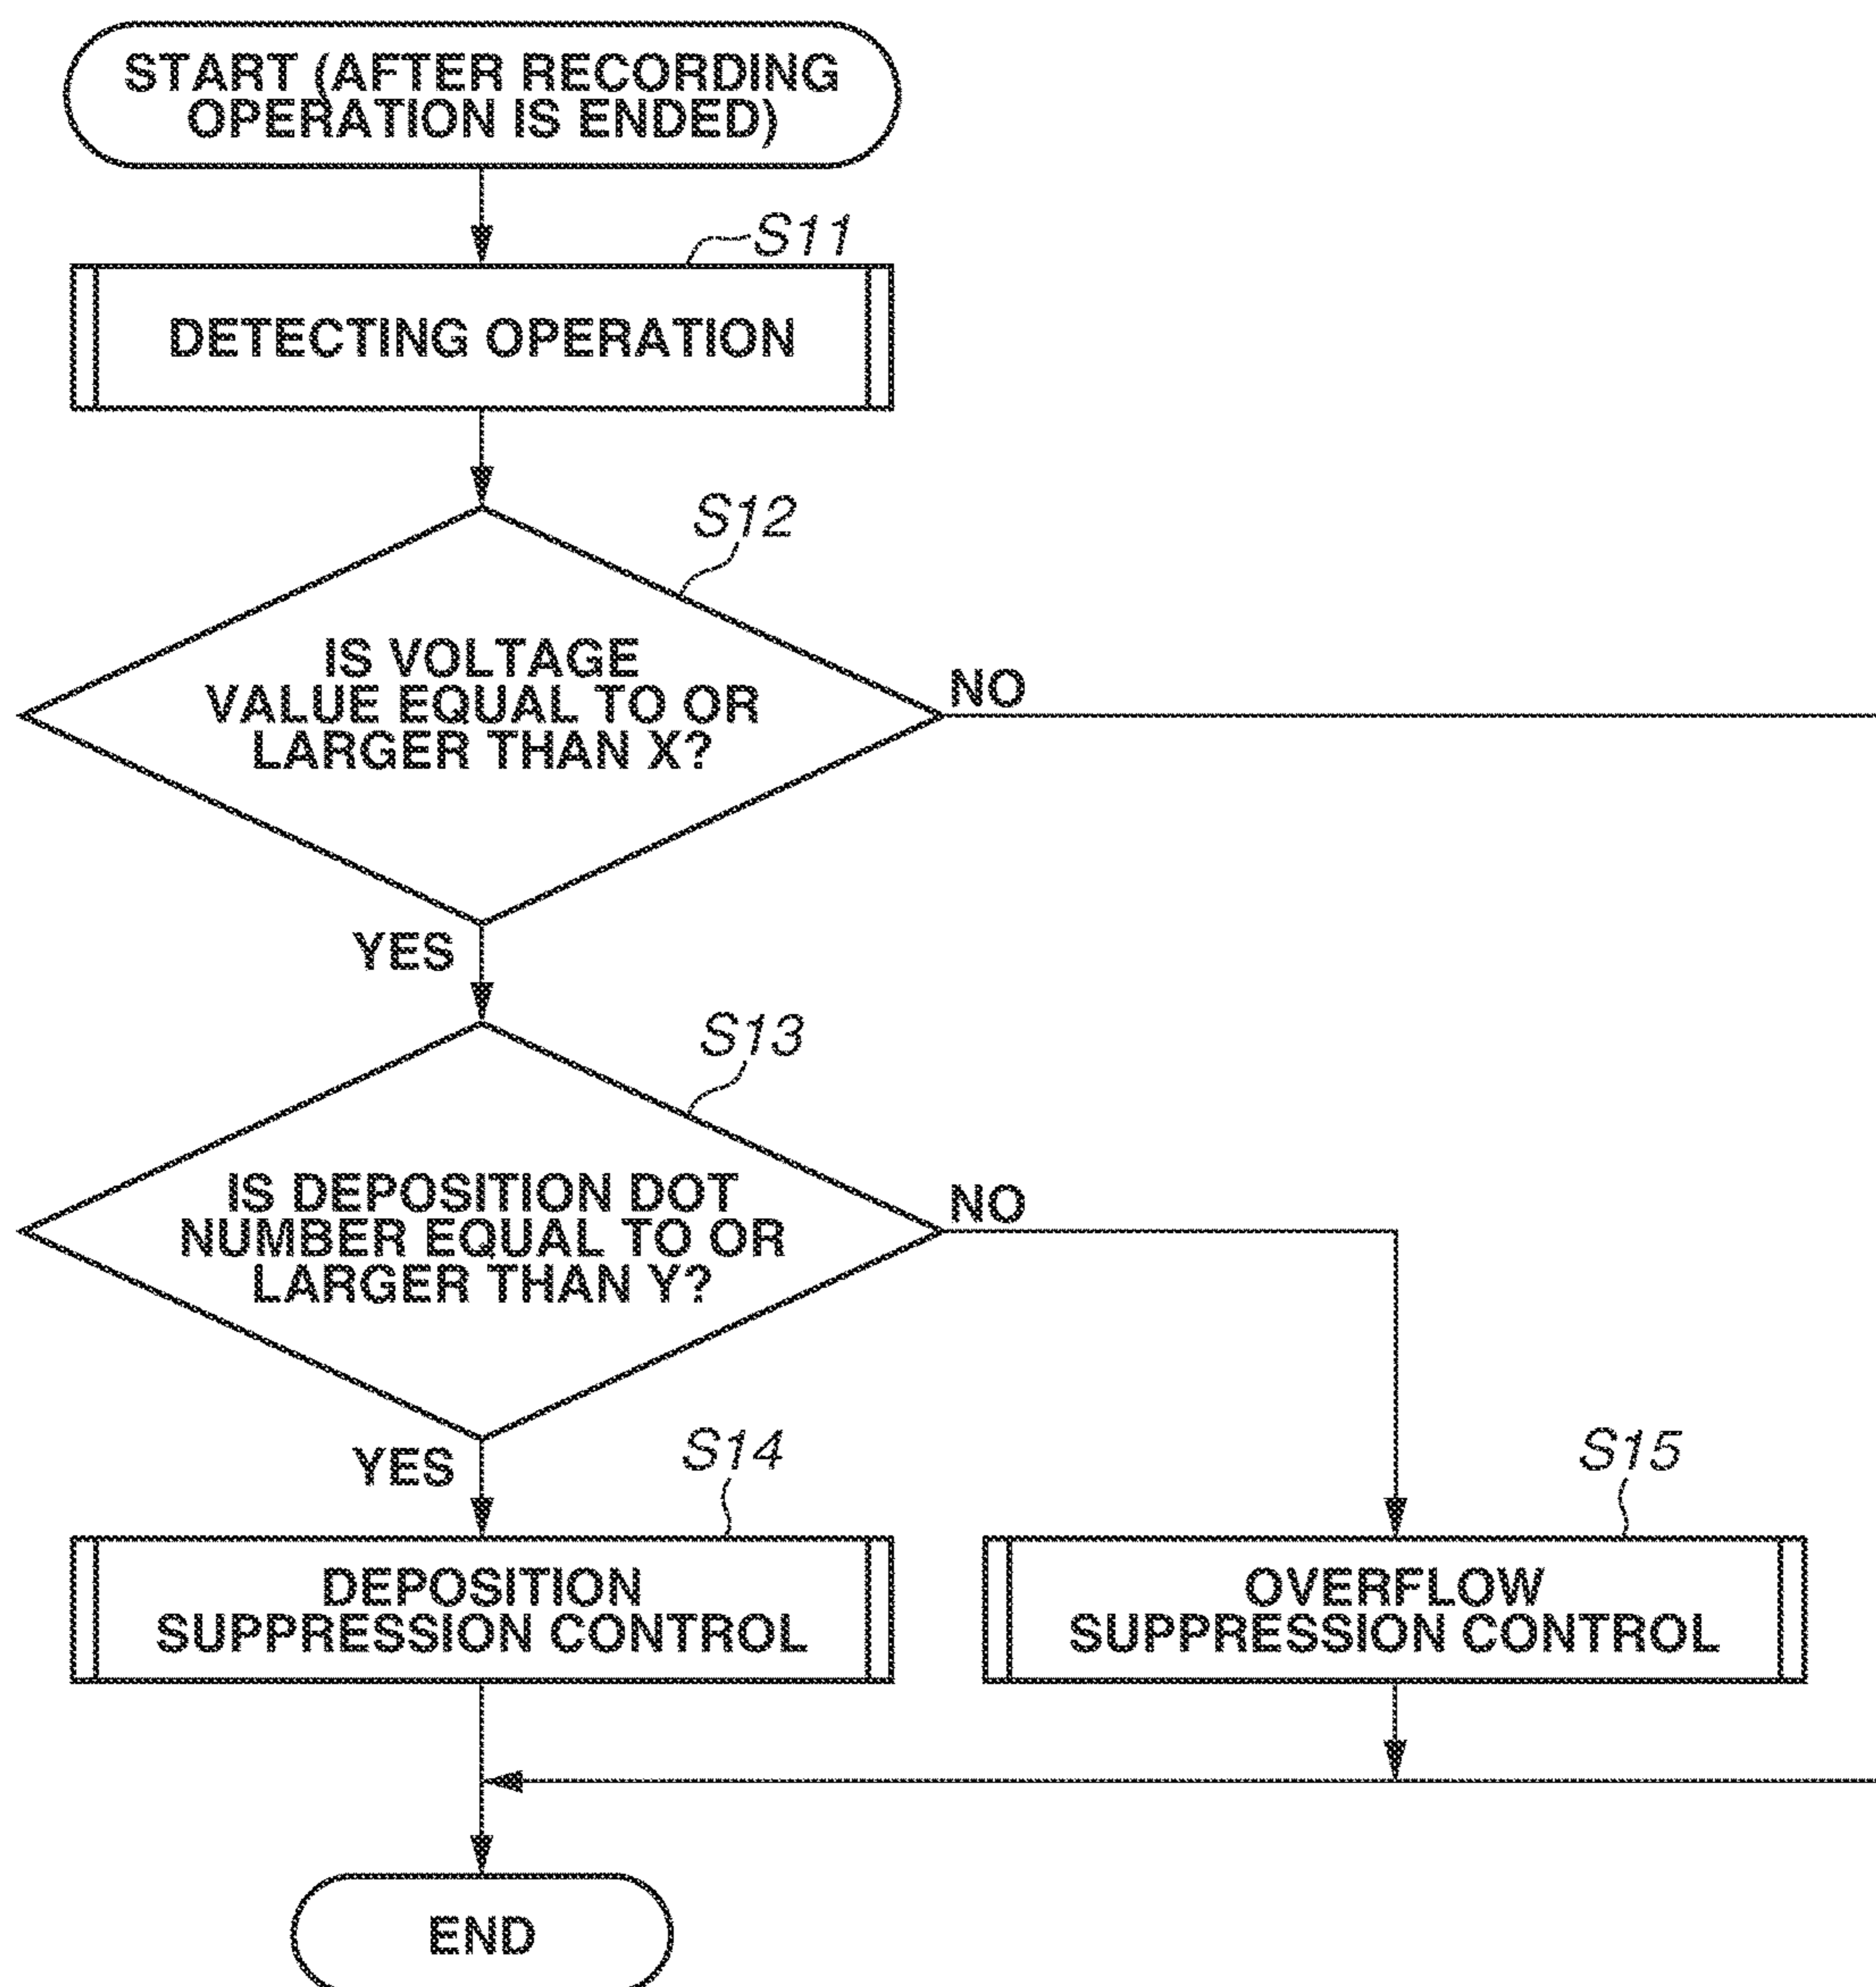 START (AFTER RECORDING
OPERATION IS ENDED)
S11
DETECTING OPERATION
S12
IS VOLTAGE
VALUE EQUAL TO OR
LARGER THAN X?
NO
YES
S13
IS DEPOSITION DOT
NUMBER EQUAL TO OR
LARGER THAN Y?
NO
YES
S14
DEPOSITION
SUPPRESSION CONTROL
S15
OVERFLOW
SUPPRESSION CONTROL
END